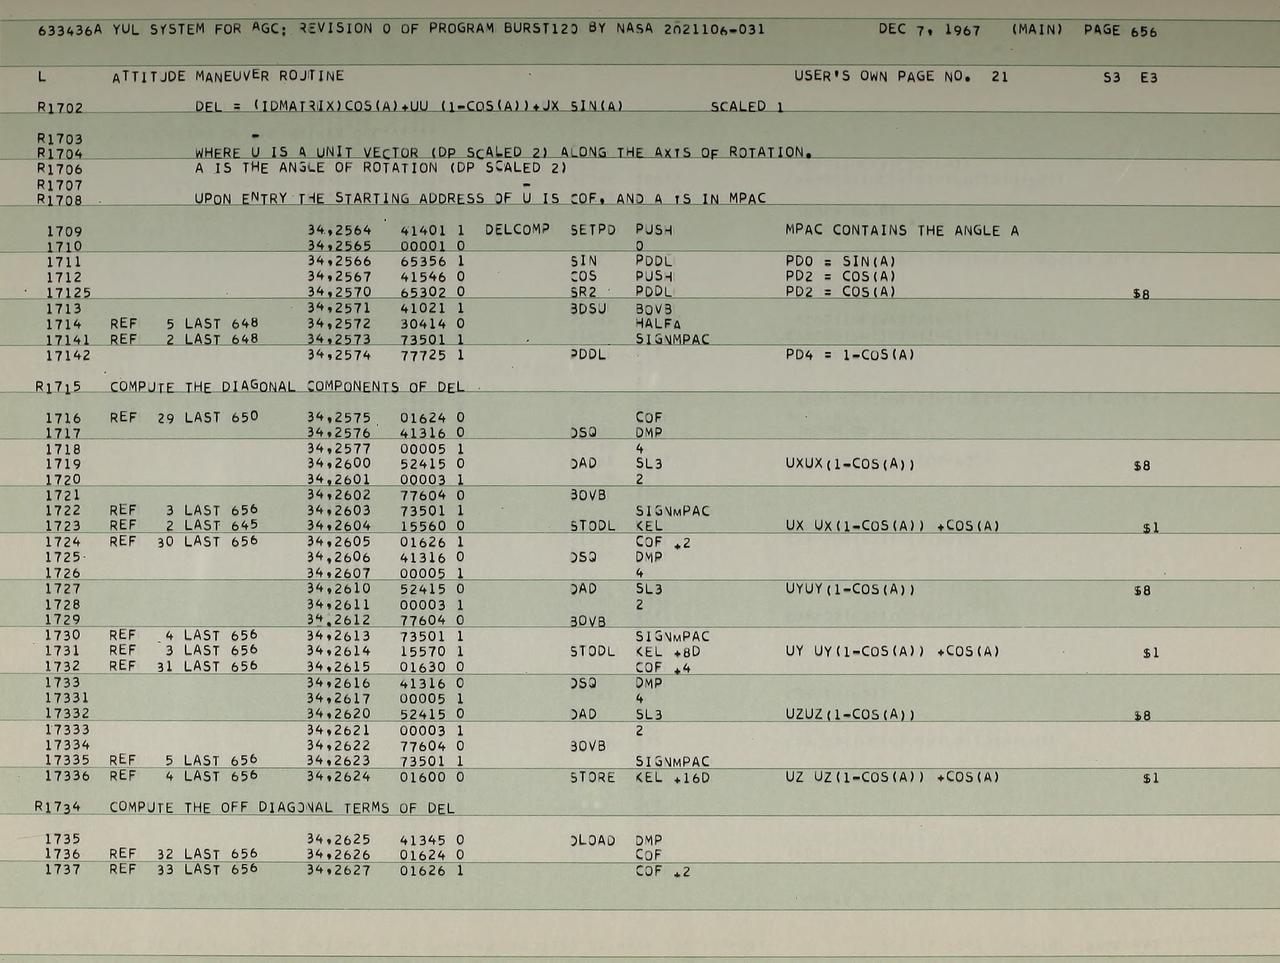 633436A YUL SYSTEM FOR AGC; REVISION 0 OF PROGRAM BURST120 BY NASA 2021106-031 DEC 7, 1967 (MAIN) PAGE 656
L ATTITUDE MANEUVER ROUTINE USER'S OWN PAGE NO. 21 S3 E3
R1702 DEL = (IDMATRIX)COS(A)+UU (1-COS(A))+UX SIN(A) SCALED 1
R1703 _
R1704 WHERE U IS A UNIT VECTOR (DP SCALED 2) ALONG THE AXIS OF ROTATION.
R1706 A IS THE ANGLE OF ROTATION (DP SCALED 2)
R1707 _
R1708 UPON ENTRY THE STARTING ADDRESS OF U IS COF, AND A IS IN MPAC
1709 34,2564 41401 1 DELCOMP SETPD PUSH MPAC CONTAINS THE ANGLE A
1710 34,2565 00001 0 0
1711 34,2566 65356 1 SIN PDDL PD0 = SIN(A)
1712 34,2567 41546 0 COS PUSH PD2 = COS(A)
17125 34,2570 65302 0 SR2 PDDL PD2 = COS(A) $8
1713 34,2571 41021 1 BDSU BOVB
1714 REF 5 LAST 648 34,2572 30414 0 HALFA
17141 REF 2 LAST 648 34,2573 73501 1 SIGNMPAC
17142 34,2574 77725 1 PDDL PD4 = 1-COS(A)
R1715 COMPUTE THE DIAGONAL COMPONENTS OF DEL
1716 REF 29 LAST 650 34,2575 01624 0 COF
1717 34,2576 41316 0 DSQ DMP
1718 34,2577 00005 1 4
1719 34,2600 52415 0 DAD SL3 UXUX(1-COS(A)) $8
1720 34,2601 00003 1 2
1721 34,2602 77604 0 BOVB
1722 REF 3 LAST 656 34,2603 73501 1 SIGNMPAC
1723 REF 2 LAST 645 34,2604 15560 0 STODL KEL UX UX(1-COS(A)) +COS(A) $1
1724 REF 30 LAST 656 34,2605 01626 1 COF +2
1725 34,2606 41316 0 DSQ DMP
1726 34,2607 00005 1 4
1727 34,2610 52415 0 DAD SL3 UYUY(1-COS(A)) $8
1728 34,2611 00003 1 2
1729 34,2612 77604 0 BOVB
1730 REF 4 LAST 656 34,2613 73501 1 SIGNMPAC
1731 REF 3 LAST 656 34,2614 15570 1 STODL KEL +8D UY UY(1-COS(A)) +COS(A) $1
1732 REF 31 LAST 656 34,2615 01630 0 COF +4
1733 34,2616 41316 0 DSQ DMP
17331 34,2617 00005 1 4
17332 34,2620 52415 0 DAD SL3 UZUZ(1-COS(A)) $8
17333 34,2621 00003 1 2
17334 34,2622 77604 0 BOVB
17335 REF 5 LAST 656 34,2623 73501 1 SIGNMPAC
17336 REF 4 LAST 656 34,2624 01600 0 STORE KEL +16D UZ UZ(1-COS(A)) +COS(A) $1
R1734 COMPUTE THE OFF DIAGONAL TERMS OF DEL
1735 34,2625 41345 0 DLOAD DMP
1736 REF 32 LAST 656 34,2626 01624 0 COF
1737 REF 33 LAST 656 34,2627 01626 1 COF +2